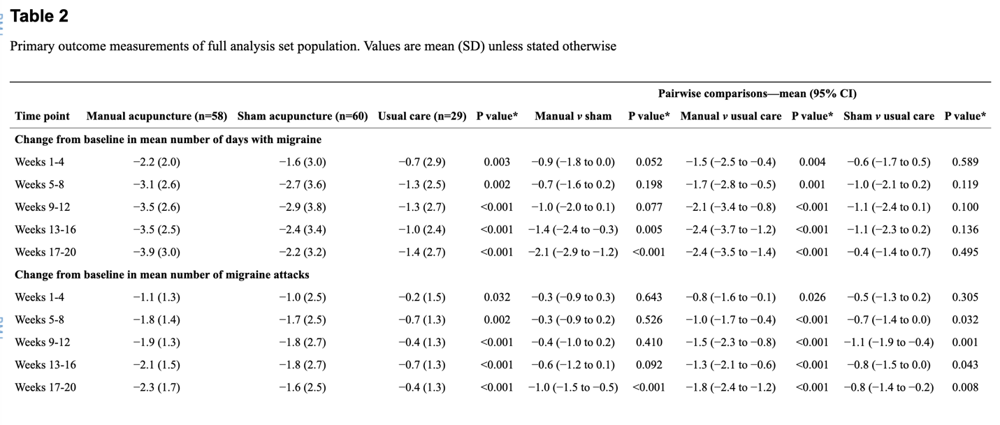 Table 2
Primary outcome measurements of full analysis set population. Values are mean (SD) unless stated otherwise
Pairwise comparisons—mean (95% CI)
Time point Manual acupuncture (n=58) Sham acupuncture (n=60) Usual care (n=29) P value* Manual v sham P value* Manual v usual care P value* Sham v usual care P value*
Change from baseline in mean number of days with migraine
Weeks 1-4 −2.2 (2.0) −1.6 (3.0) −0.7 (2.9) 0.003 −0.9 (−1.8 to 0.0) 0.052 −1.5 (−2.5 to −0.4) 0.004 −0.6 (−1.7 to 0.5) 0.589
Weeks 5-8 −3.1 (2.6) −2.7 (3.6) −1.3 (2.5) 0.002 −0.7 (−1.6 to 0.2) 0.198 −1.7 (−2.8 to −0.5) 0.001 −1.0 (−2.1 to 0.2) 0.119
Weeks 9-12 −3.5 (2.6) −2.9 (3.8) −1.3 (2.7) <0.001 −1.0 (−2.0 to 0.1) 0.077 −2.1 (−3.4 to −0.8) <0.001 −1.1 (−2.4 to 0.1) 0.100
Weeks 13-16 −3.5 (2.5) −2.4 (3.4) −1.0 (2.4) <0.001 −1.4 (−2.4 to −0.3) 0.005 −2.4 (−3.7 to −1.2) <0.001 −1.1 (−2.3 to 0.2) 0.136
Weeks 17-20 −3.9 (3.0) −2.2 (3.2) −1.4 (2.7) <0.001 −2.1 (−2.9 to −1.2) <0.001 −2.4 (−3.5 to −1.4) <0.001 −0.4 (−1.4 to 0.7) 0.495
Change from baseline in mean number of migraine attacks
Weeks 1-4 −1.1 (1.3) −1.0 (2.5) −0.2 (1.5) 0.032 −0.3 (−0.9 to 0.3) 0.643 −0.8 (−1.6 to −0.1) 0.026 −0.5 (−1.3 to 0.2) 0.305
Weeks 5-8 −1.8 (1.4) −1.7 (2.5) −0.7 (1.3) 0.002 −0.3 (−0.9 to 0.2) 0.526 −1.0 (−1.7 to −0.4) <0.001 −0.7 (−1.4 to 0.0) 0.032
Weeks 9-12 −1.9 (1.3) −1.8 (2.7) −0.4 (1.3) <0.001 −0.4 (−1.0 to 0.2) 0.410 −1.5 (−2.3 to −0.8) <0.001 −1.1 (−1.9 to −0.4) 0.001
Weeks 13-16 −2.1 (1.5) −1.8 (2.7) −0.7 (1.3) <0.001 −0.6 (−1.2 to 0.1) 0.092 −1.3 (−2.1 to −0.6) <0.001 −0.8 (−1.5 to 0.0) 0.043
Weeks 17-20 −2.3 (1.7) −1.6 (2.5) −0.4 (1.3) <0.001 −1.0 (−1.5 to −0.5) <0.001 −1.8 (−2.4 to −1.2) <0.001 −0.8 (−1.4 to −0.2) 0.008